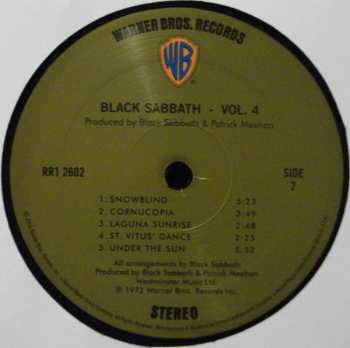 WARNER BROS. RECORDS
WB
BLACK SABBATH - VOL. 4
Produced by Black Sabbath & Patrick Meehan
RR1 2602
SIDE
2
1. SNOWBLIND 5:23
2. CORNUCOPIA 3:49
3. LAGUNA SUNRISE 2:48
4. ST. VITUS' DANCE 2:25
5. UNDER THE SUN 5:52
All arrangements by Black Sabbath
Produced by Black Sabbath & Patrick Meehan
Westminster Music Ltd.
℗ 1972 Warner Bros. Records Inc.
STEREO